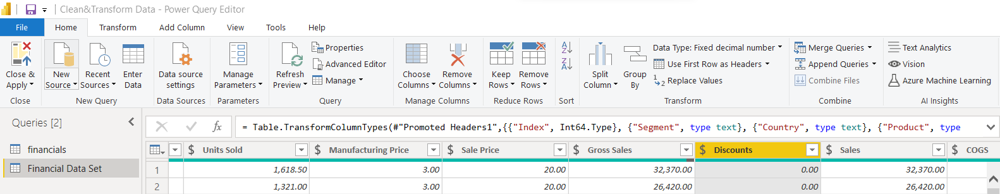 Clean&Transform Data - Power Query Editor
File Home Transform Add Column View Tools Help
Close & Apply New Source Recent Sources Enter Data Data source settings Manage Parameters Refresh Preview Properties Advanced Editor Manage Choose Columns Remove Columns Keep Rows Remove Rows A Z Z A Split Column Group By Data Type: Fixed decimal number Use First Row as Headers 1 2 Replace Values Merge Queries Append Queries Combine Files Text Analytics Vision Azure Machine Learning
Close New Query Data Sources Parameters Query Manage Columns Reduce Rows Sort Transform Combine AI Insights
Queries [2]
financials
Financial Data Set
fx = Table.TransformColumnTypes(#"Promoted Headers1",{{"Index", Int64.Type}, {"Segment", type text}, {"Country", type text}, {"Product", type
$ Units Sold $ Manufacturing Price $ Sale Price $ Gross Sales $ Discounts $ Sales $ COGS
1 1,618.50 3.00 20.00 32,370.00 0.00 32,370.00
2 1,321.00 3.00 20.00 26,420.00 0.00 26,420.00